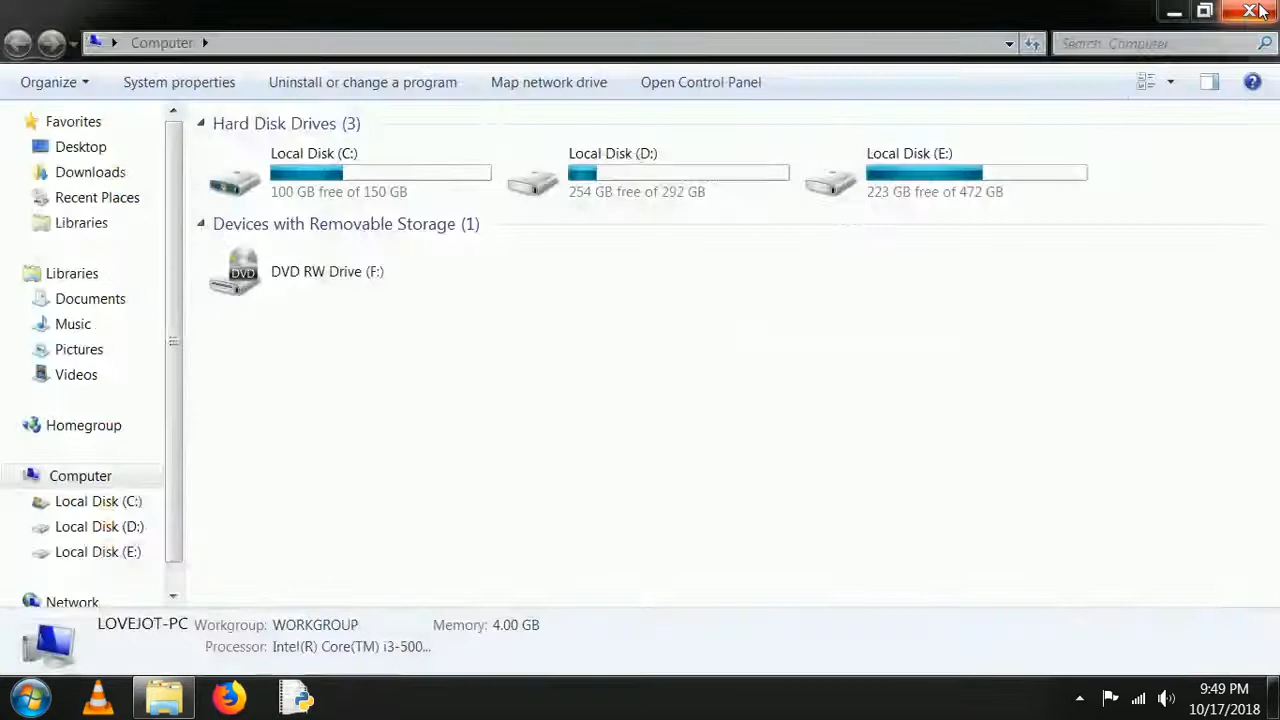 Computer
Search Computer
Organize System properties Uninstall or change a program Map network drive Open Control Panel
Favorites
Desktop
Downloads
Recent Places
Libraries
Libraries
Documents
Music
Pictures
Videos
Homegroup
Computer
Local Disk (C:)
Local Disk (D:)
Local Disk (E:)
Network
Hard Disk Drives (3)
Local Disk (C:)
100 GB free of 150 GB
Local Disk (D:)
254 GB free of 292 GB
Local Disk (E:)
223 GB free of 472 GB
Devices with Removable Storage (1)
DVD
DVD RW Drive (F:)
LOVEJOT-PC Workgroup: WORKGROUP Memory: 4.00 GB
Processor: Intel(R) Core(TM) i3-500...
9:49 PM
10/17/2018